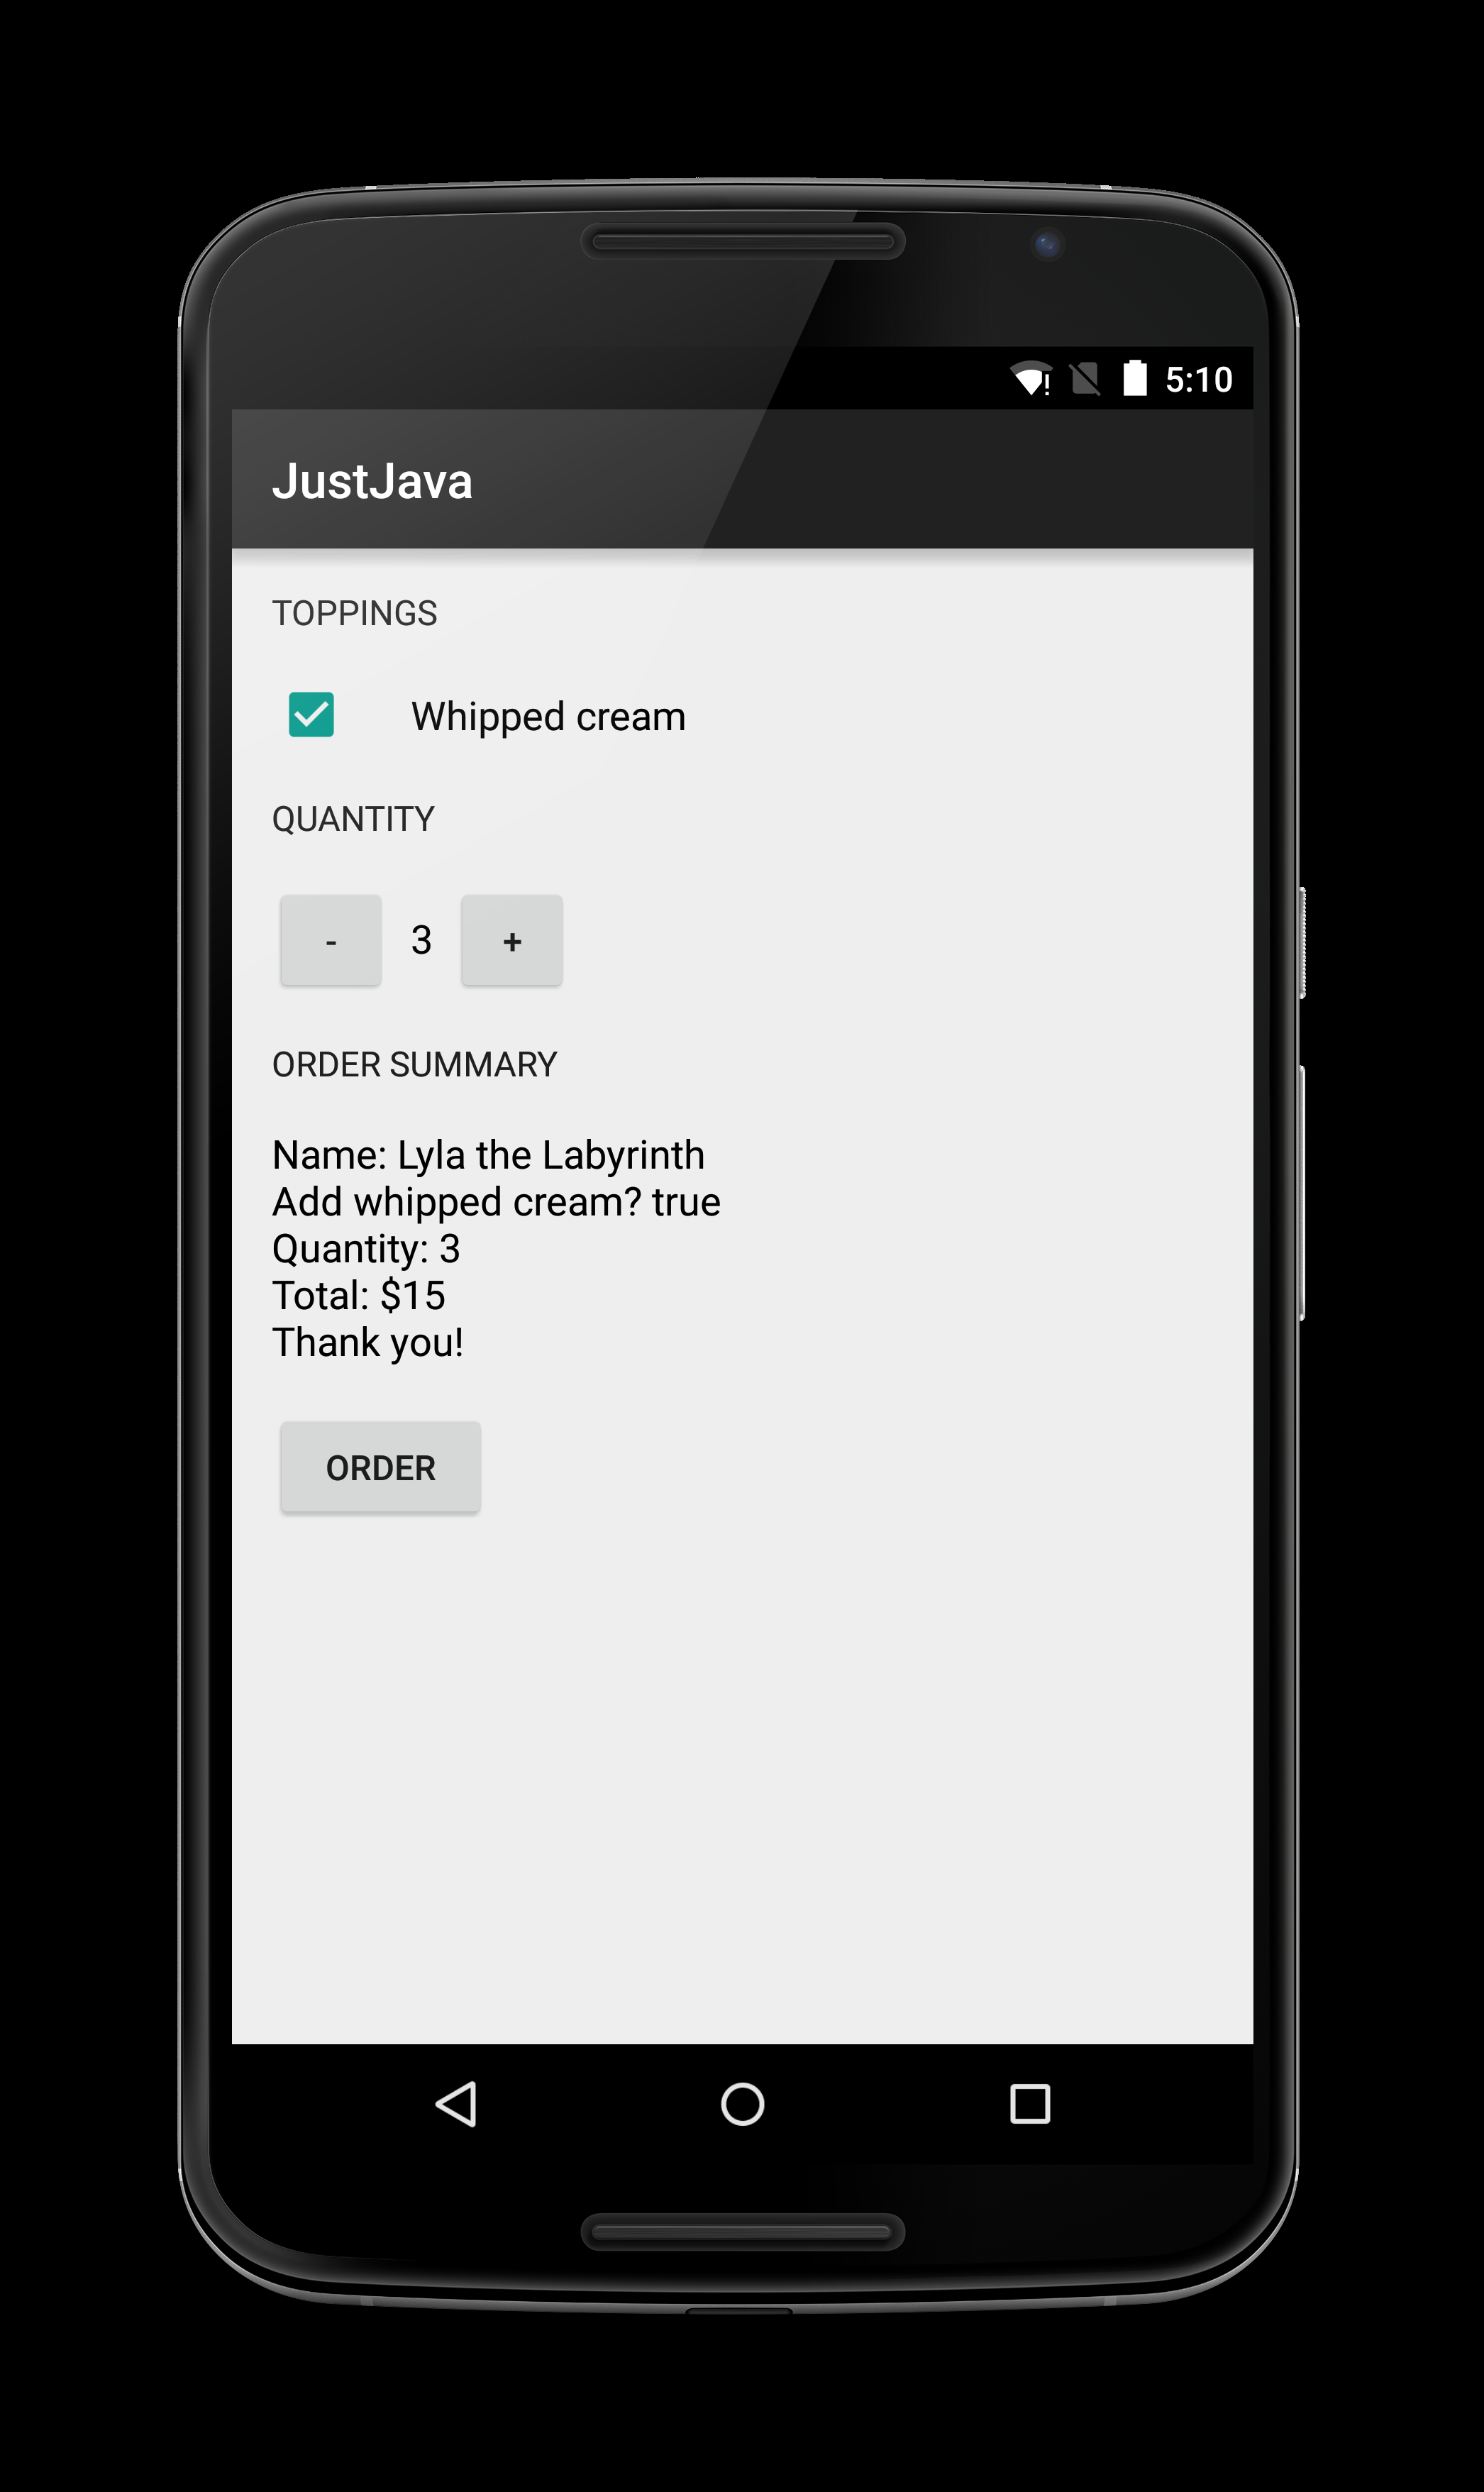 5:10
JustJava
TOPPINGS
Whipped cream
QUANTITY
- 3 +
ORDER SUMMARY
Name: Lyla the Labyrinth
Add whipped cream? true
Quantity: 3
Total: $15
Thank you!
ORDER